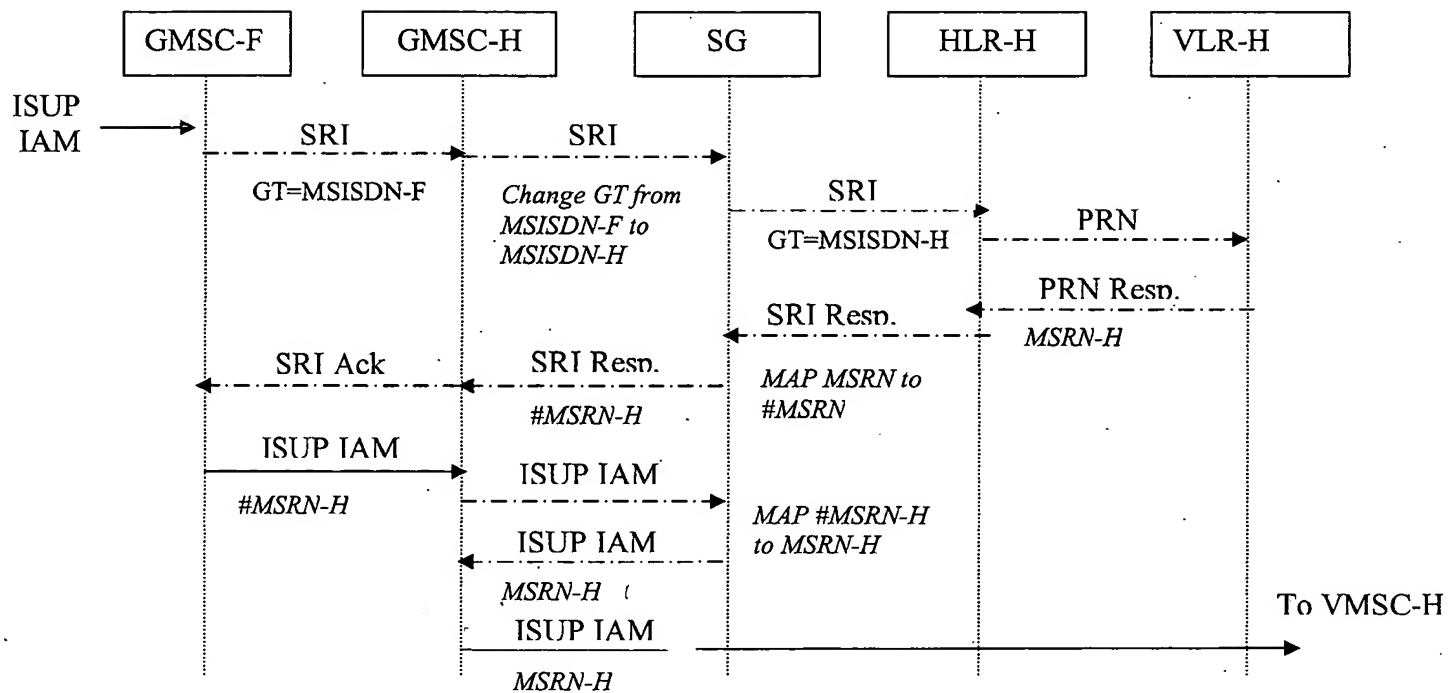 GMSC-F GMSC-H SG HLR-H VLR-H
ISUP
IAM
SRI SRI
GT=MSISDN-F
Change GT from
MSISDN-F to
MSISDN-H
SRI
GT=MSISDN-H
PRN
PRN Resp.
MSRN-H
SRI Resp.
MAP MSRN to
#MSRN
SRI Ack SRI Resp.
#MSRN-H
ISUP IAM
#MSRN-H
ISUP IAM
MAP #MSRN-H
to MSRN-H
ISUP IAM
MSRN-H
To VMSC-H
ISUP IAM
MSRN-H